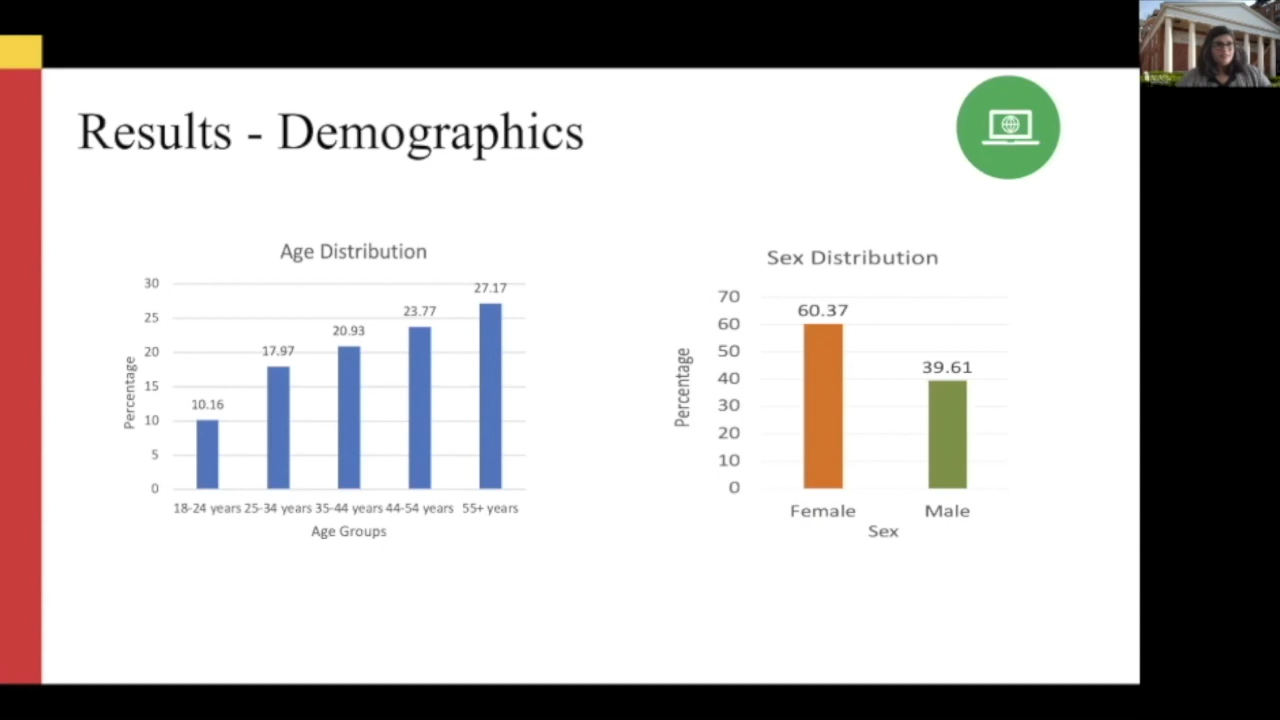 Results - Demographics
Age Distribution
30
25
20
15
10
5
0
Percentage
10.16
17.97
20.93
23.77
27.17
18-24 years 25-34 years 35-44 years 44-54 years 55+ years
Age Groups
Sex Distribution
70
60
50
40
30
20
10
0
Percentage
60.37
39.61
Female Male
Sex